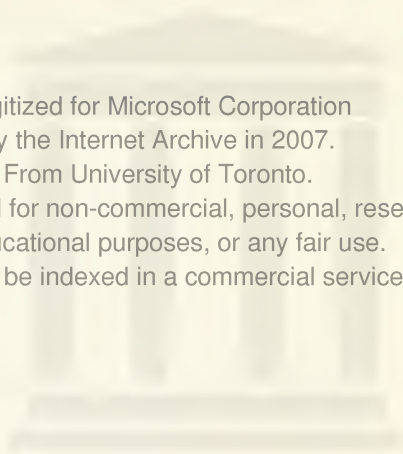 gitized for Microsoft Corporation
y the Internet Archive in 2007.
From University of Toronto.
for non-commercial, personal, rese
cational purposes, or any fair use.
be indexed in a commercial service